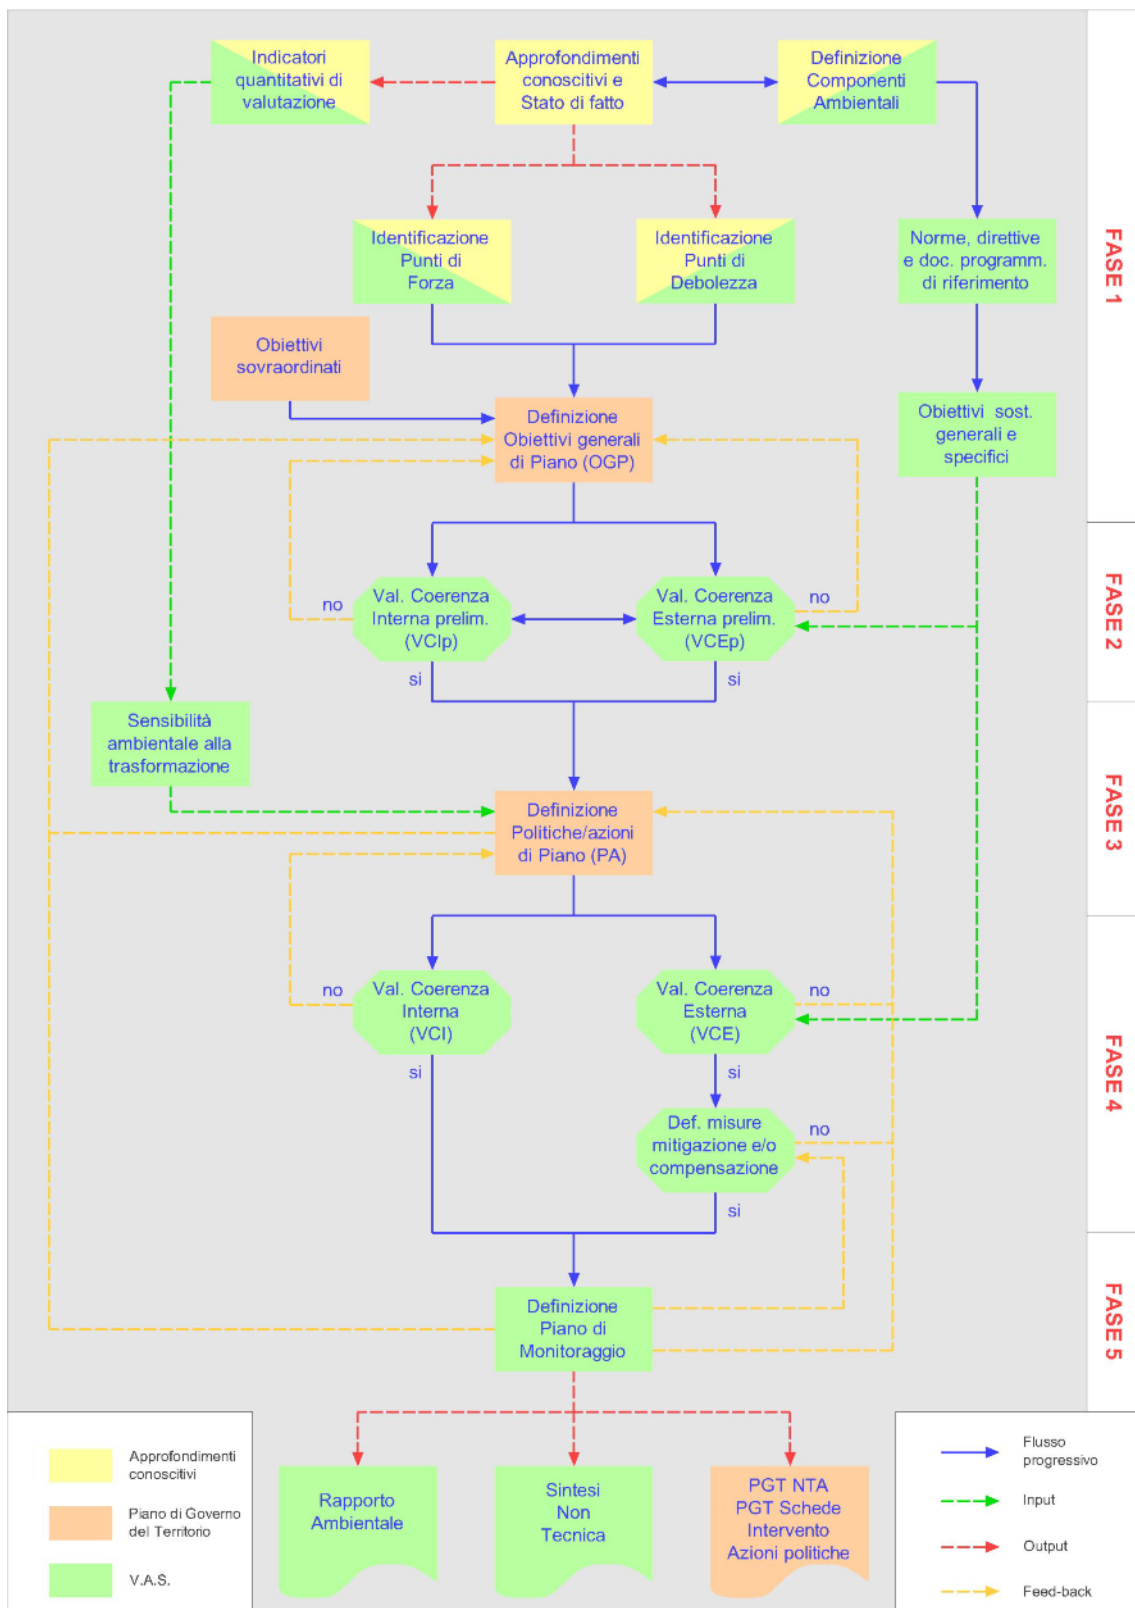 Indicatori
quantitativi di
valutazione
Approfondimenti
conoscitivi e
Stato di fatto
Definizione
Componenti
Ambientali
Identificazione
Punti di
Forza
Identificazione
Punti di
Debolezza
Norme, direttive
e doc. programm.
di riferimento
FASE 1
Obiettivi
sovraordinati
Definizione
Obiettivi generali
di Piano (OGP)
Obiettivi sost.
generali e
specifici
no
Val. Coerenza
Interna prelim.
(VCIp)
si
Val. Coerenza
Esterna prelim.
(VCEp)
no
si
FASE 2
Sensibilità
ambientale alla
trasformazione
Definizione
Politiche/azioni
di Piano (PA)
FASE 3
no
Val. Coerenza
Interna
(VCI)
si
Val. Coerenza
Esterna
(VCE)
no
si
Def. misure
mitigazione e/o
compensazione
no
si
FASE 4
Definizione
Piano di
Monitoraggio
FASE 5
Approfondimenti
conoscitivi
Piano di Governo
del Territorio
V.A.S.
Rapporto
Ambientale
Sintesi
Non
Tecnica
PGT NTA
PGT Schede
Intervento
Azioni politiche
Flusso
progressivo
Input
Output
Feed-back